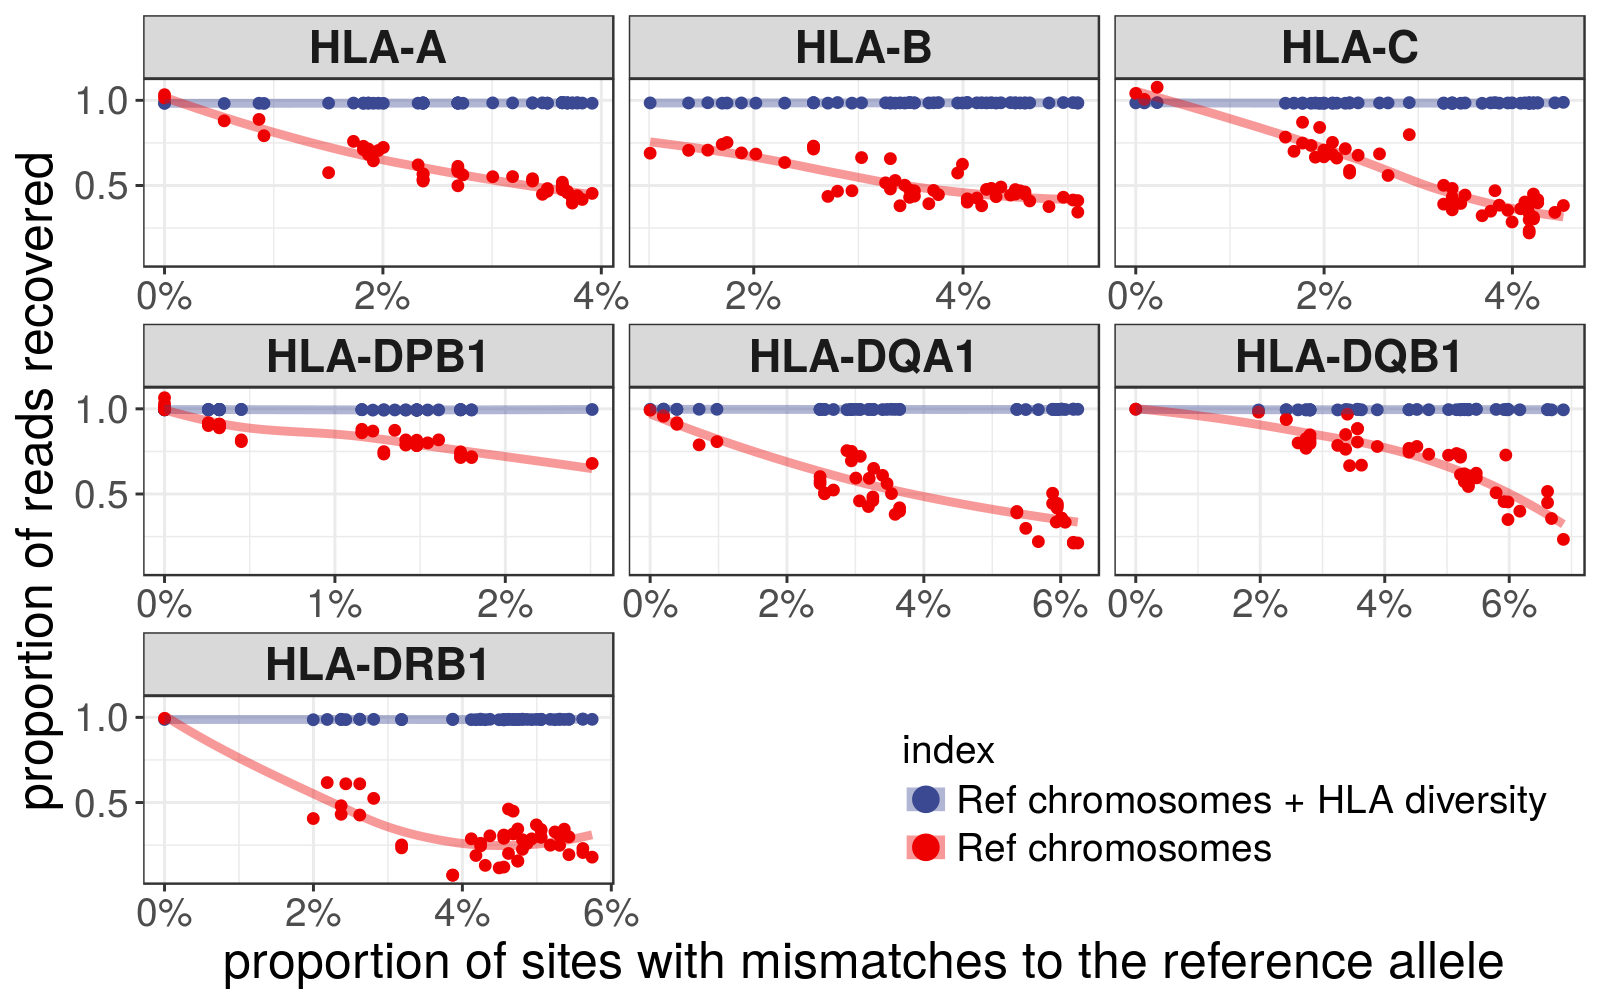 HLA-A HLA-B HLA-C
1.0
0.5
0% 2% 4% 2% 4% 0% 2% 4%
HLA-DPB1 HLA-DQA1 HLA-DQB1
1.0
0.5
0% 1% 2% 0% 2% 4% 6% 0% 2% 4% 6%
HLA-DRB1
1.0
0.5
0% 2% 4% 6%
proportion of reads recovered
proportion of sites with mismatches to the reference allele
index
Ref chromosomes + HLA diversity
Ref chromosomes